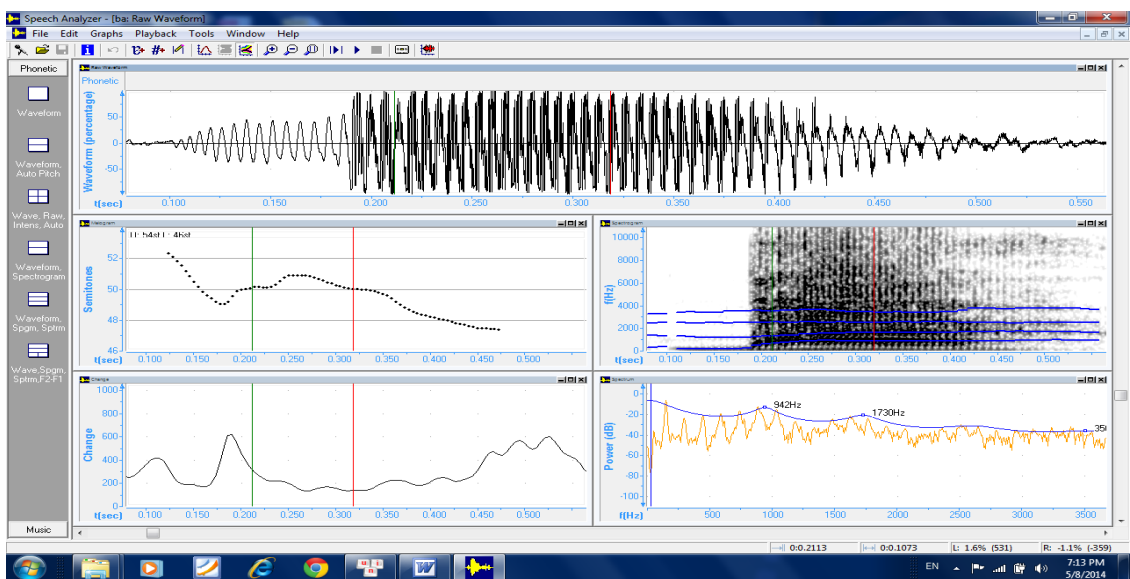 Speech Analyzer - [ba: Raw Waveform]
File Edit Graphs Playback Tools Window Help
Phonetic
Waveform
Waveform,
Auto Pitch
Wave, Raw,
Intens, Auto
Waveform,
Spectrogram
Waveform,
Spgm, Sptrm
Wave,Spgm,
Sptrm,F2-F1
Music
Raw Waveform
Phonetic
Waveform (percentage)
50
0
-50
t(sec) 0.100 0.150 0.200 0.250 0.300 0.350 0.400 0.450 0.500 0.550
Melogram
Semitones
52
50
48
46
t(sec) 0.100 0.150 0.200 0.250 0.300 0.350 0.400 0.450 0.500
Spectrogram
f(Hz)
10000
8000
6000
4000
2000
0
t(sec) 0.100 0.150 0.200 0.250 0.300 0.350 0.400 0.450 0.500
Change
Change
1000
800
600
400
200
0
t(sec) 0.100 0.150 0.200 0.250 0.300 0.350 0.400 0.450 0.500
Spectrum
Power (dB)
0
-20
-40
-60
-80
-100
942Hz
1730Hz
f(Hz) 500 1000 1500 2000 2500 3000 3500
0:0.2113 0:0.1073 L: 1.6% (531) R: -1.1% (-359)
EN
7:13 PM
5/8/2014